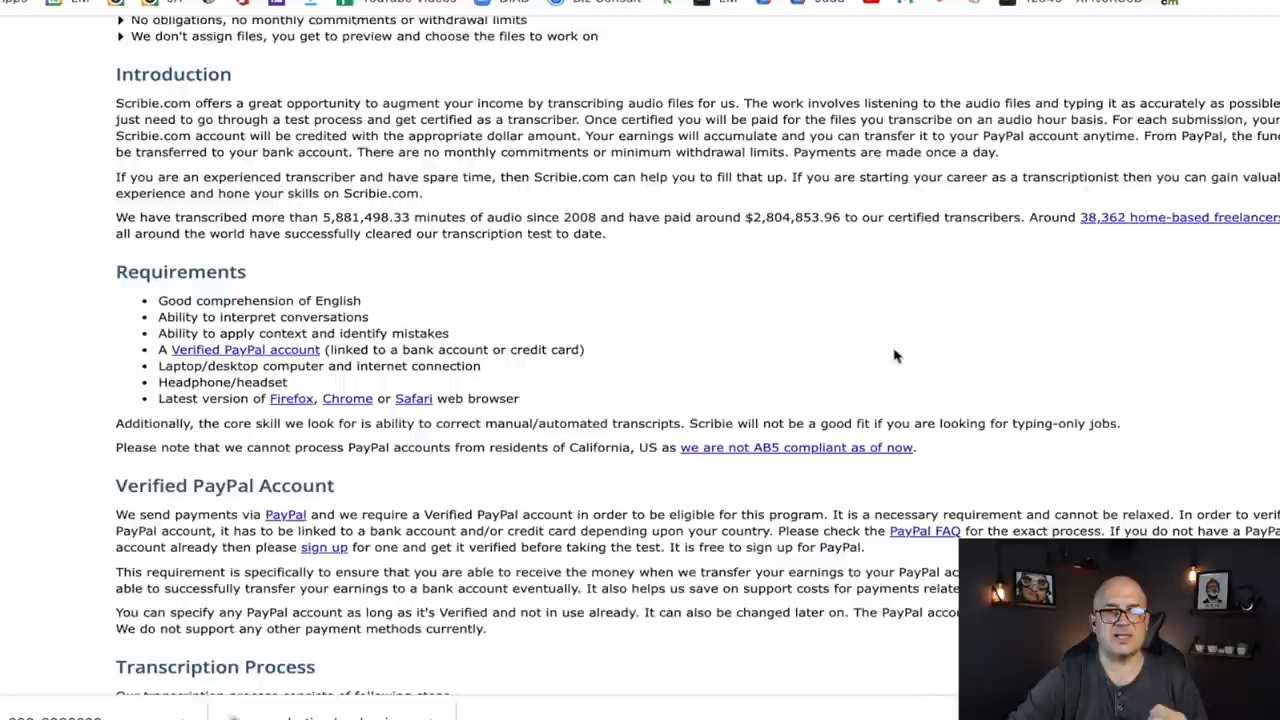 YouTube Videos
DIAD
Biz Consult
EM
No obligations, no monthly commitments or withdrawal limits
We don't assign files, you get to preview and choose the files to work on
Introduction
Scribie.com offers a great opportunity to augment your income by transcribing audio files for us. The work involves listening to the audio files and typing it as accurately as possible
just need to go through a test process and get certified as a transcriber. Once certified you will be paid for the files you transcribe on an audio hour basis. For each submission, your
Scribie.com account will be credited with the appropriate dollar amount. Your earnings will accumulate and you can transfer it to your PayPal account anytime. From PayPal, the fun
be transferred to your bank account. There are no monthly commitments or minimum withdrawal limits. Payments are made once a day.
If you are an experienced transcriber and have spare time, then Scribie.com can help you to fill that up. If you are starting your career as a transcriptionist then you can gain valuab
experience and hone your skills on Scribie.com.
We have transcribed more than 5,881,498.33 minutes of audio since 2008 and have paid around $2,804,853.96 to our certified transcribers. Around 38,362 home-based freelancers
all around the world have successfully cleared our transcription test to date.
Requirements
• Good comprehension of English
• Ability to interpret conversations
• Ability to apply context and identify mistakes
• A Verified PayPal account (linked to a bank account or credit card)
• Laptop/desktop computer and internet connection
• Headphone/headset
• Latest version of Firefox, Chrome or Safari web browser
Additionally, the core skill we look for is ability to correct manual/automated transcripts. Scribie will not be a good fit if you are looking for typing-only jobs.
Please note that we cannot process PayPal accounts from residents of California, US as we are not AB5 compliant as of now.
Verified PayPal Account
We send payments via PayPal and we require a Verified PayPal account in order to be eligible for this program. It is a necessary requirement and cannot be relaxed. In order to verif
PayPal account, it has to be linked to a bank account and/or credit card depending upon your country. Please check the PayPal FAQ for the exact process. If you do not have a PayPa
account already then please sign up for one and get it verified before taking the test. It is free to sign up for PayPal.
This requirement is specifically to ensure that you are able to receive the money when we transfer your earnings to your PayPal ac
able to successfully transfer your earnings to a bank account eventually. It also helps us save on support costs for payments relate
You can specify any PayPal account as long as it's Verified and not in use already. It can also be changed later on. The PayPal acco
We do not support any other payment methods currently.
Transcription Process
Our transcription process consists of following steps